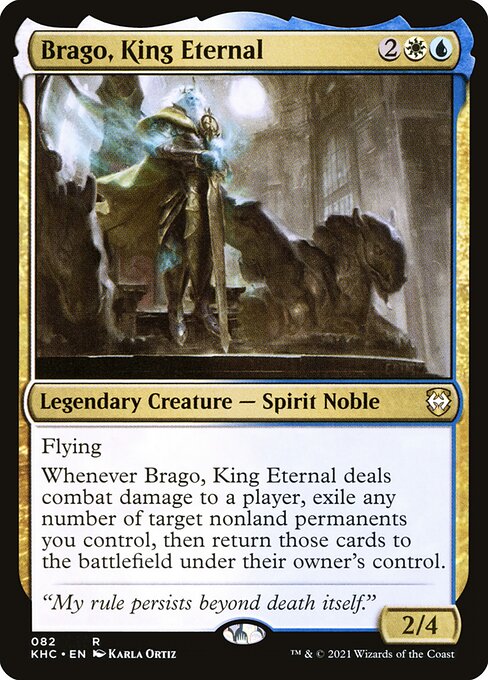 Brago, King Eternal 2
Legendary Creature — Spirit Noble
Flying
Whenever Brago, King Eternal deals
combat damage to a player, exile any
number of target nonland permanents
you control, then return those cards to
the battlefield under their owner's control.
"My rule persists beyond death itself."
2/4
082 R
KHC • EN KARLA ORTIZ ™ & © 2021 Wizards of the Coast